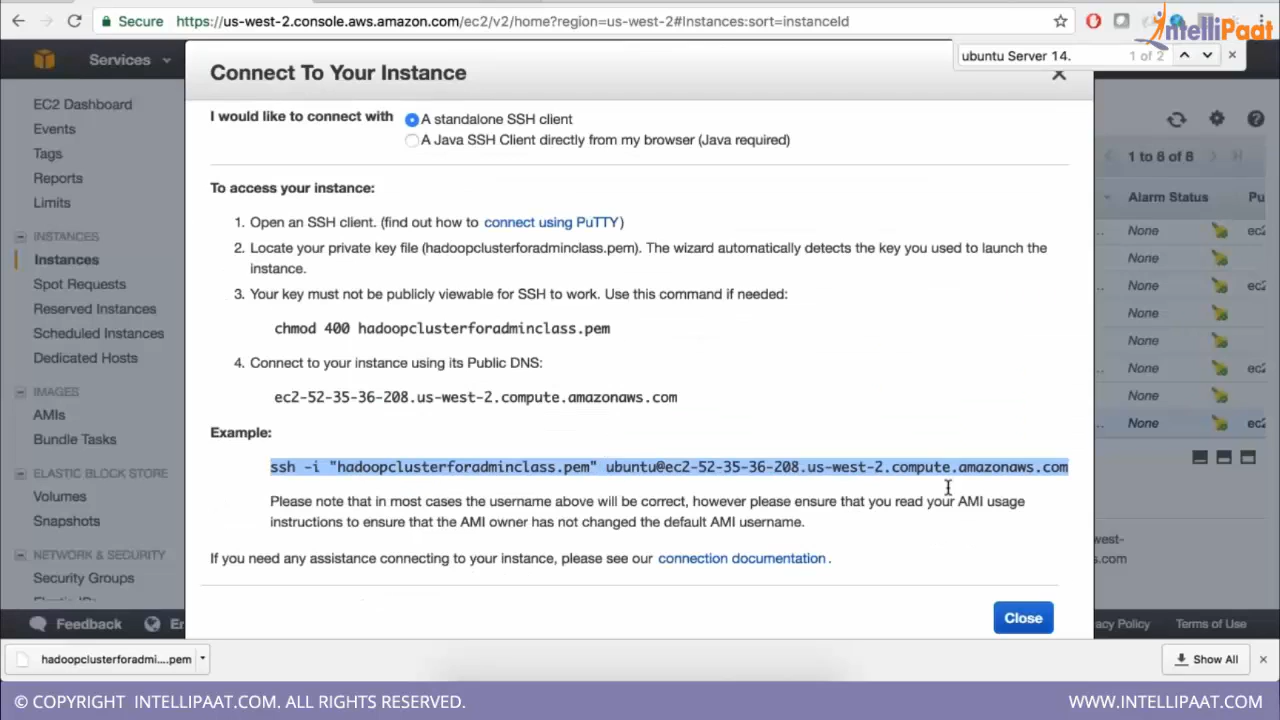 Secure
https://us-west-2.console.aws.amazon.com/ec2/v2/home?region=us-west-2#Instances:sort=instanceId
IntelliPaat
ubuntu Server 14.
1 of 2
Services
Connect To Your Instance
EC2 Dashboard
Events
Tags
Reports
Limits
INSTANCES
Instances
Spot Requests
Reserved Instances
Scheduled Instances
Dedicated Hosts
IMAGES
AMIs
Bundle Tasks
ELASTIC BLOCK STORE
Volumes
Snapshots
NETWORK & SECURITY
Security Groups
Feedback
I would like to connect with
A standalone SSH client
A Java SSH Client directly from my browser (Java required)
To access your instance:
1. Open an SSH client. (find out how to connect using PuTTY)
2. Locate your private key file (hadoopclusterforadminclass.pem). The wizard automatically detects the key you used to launch the
instance.
3. Your key must not be publicly viewable for SSH to work. Use this command if needed:
chmod 400 hadoopclusterforadminclass.pem
4. Connect to your instance using its Public DNS:
ec2-52-35-36-208.us-west-2.compute.amazonaws.com
Example:
ssh -i "hadoopclusterforadminclass.pem" ubuntu@ec2-52-35-36-208.us-west-2.compute.amazonaws.com
Please note that in most cases the username above will be correct, however please ensure that you read your AMI usage
instructions to ensure that the AMI owner has not changed the default AMI username.
If you need any assistance connecting to your instance, please see our connection documentation.
Close
1 to 8 of 8
Alarm Status
Pu
None
ec2
None
None
ec2
None
None
None
ec2
None
ec2
west-
s.com
acy Policy
Terms of Use
hadoopclusterforadmi....pem
Show All
© COPYRIGHT INTELLIPAAT.COM. ALL RIGHTS RESERVED.
WWW.INTELLIPAAT.COM